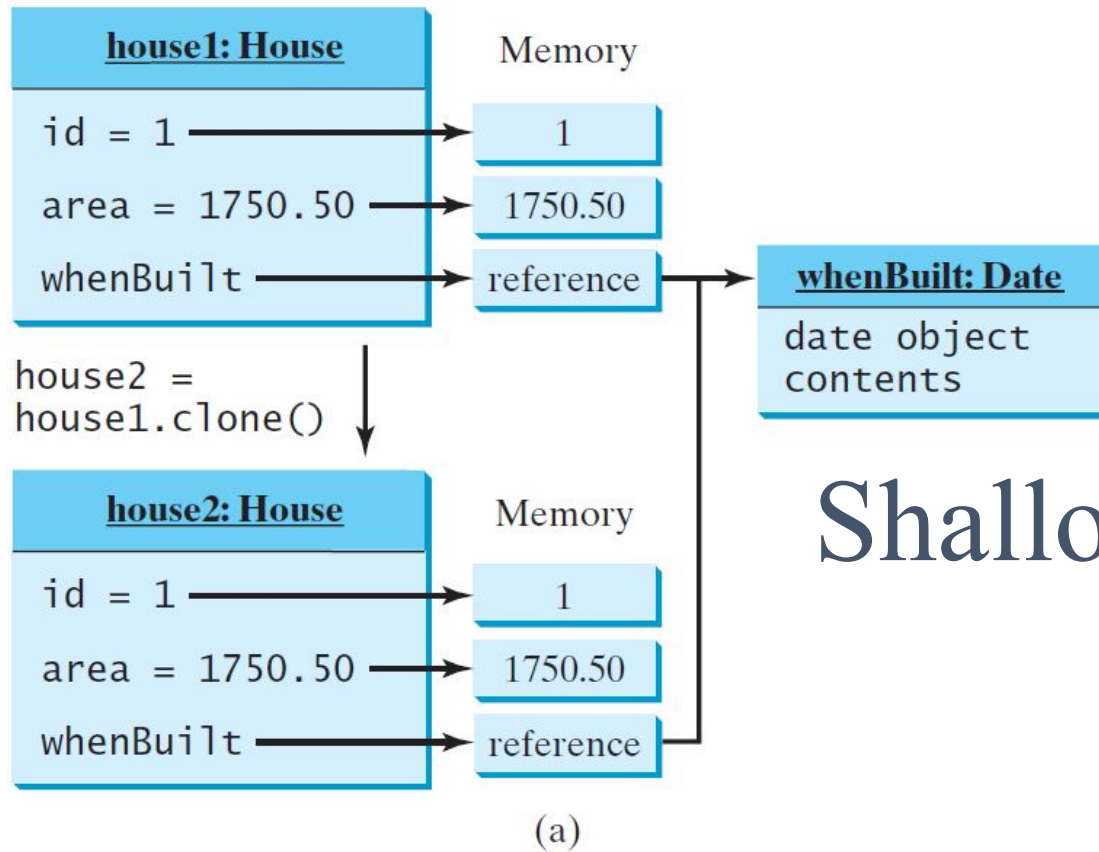 house1: House
Memory
id = 1
1
area = 1750.50
1750.50
whenBuilt
reference
whenBuilt: Date
date object
contents
house2 =
house1.clone()
house2: House
Memory
Shallo
id = 1
1
area = 1750.50
1750.50
whenBuilt
reference
(a)